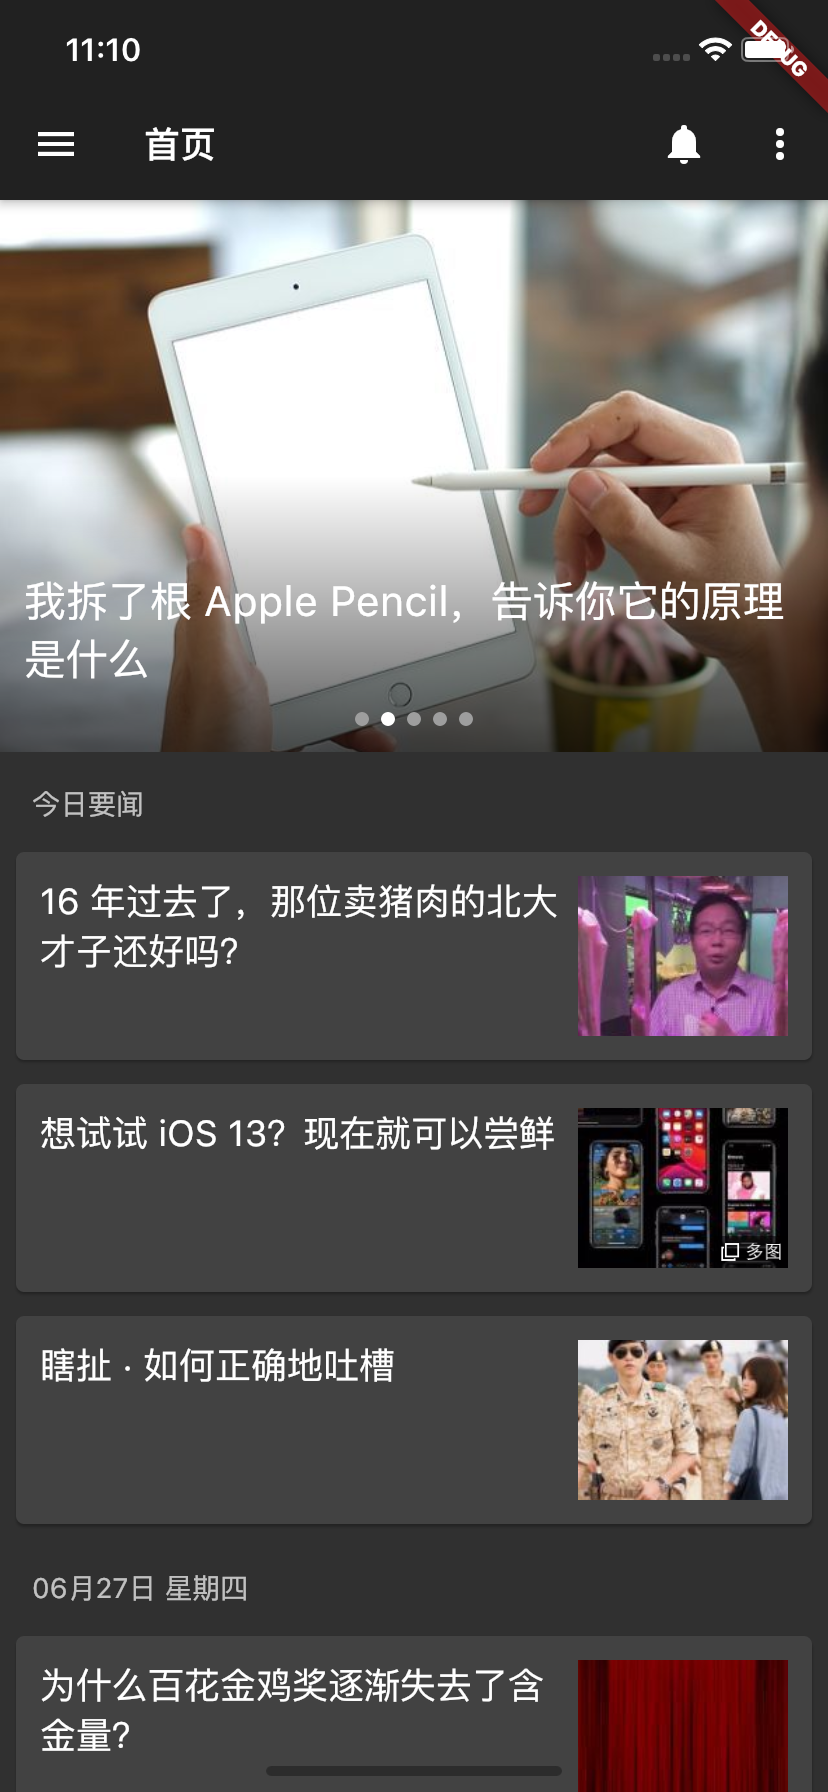 11:10
DEBUG
首页
我拆了根 Apple Pencil，告诉你它的原理
是什么
今日要闻
16 年过去了，那位卖猪肉的北大
才子还好吗?
想试试 iOS 13？现在就可以尝鲜
多图
瞎扯 · 如何正确地吐槽
06月27日 星期四
为什么百花金鸡奖逐渐失去了含
金量?